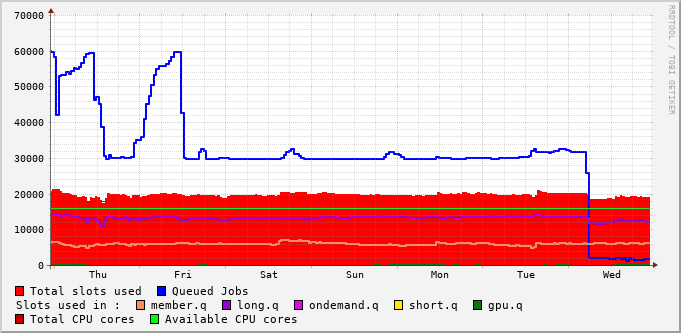 70000
60000
50000
40000
30000
20000
10000
0
Thu Fri Sat Sun Mon Tue Wed
Total slots used Queued Jobs
Slots used in : member.q long.q ondemand.q short.q gpu.q
Total CPU cores Available CPU cores
RRDTOOL / TOBI OETIKER